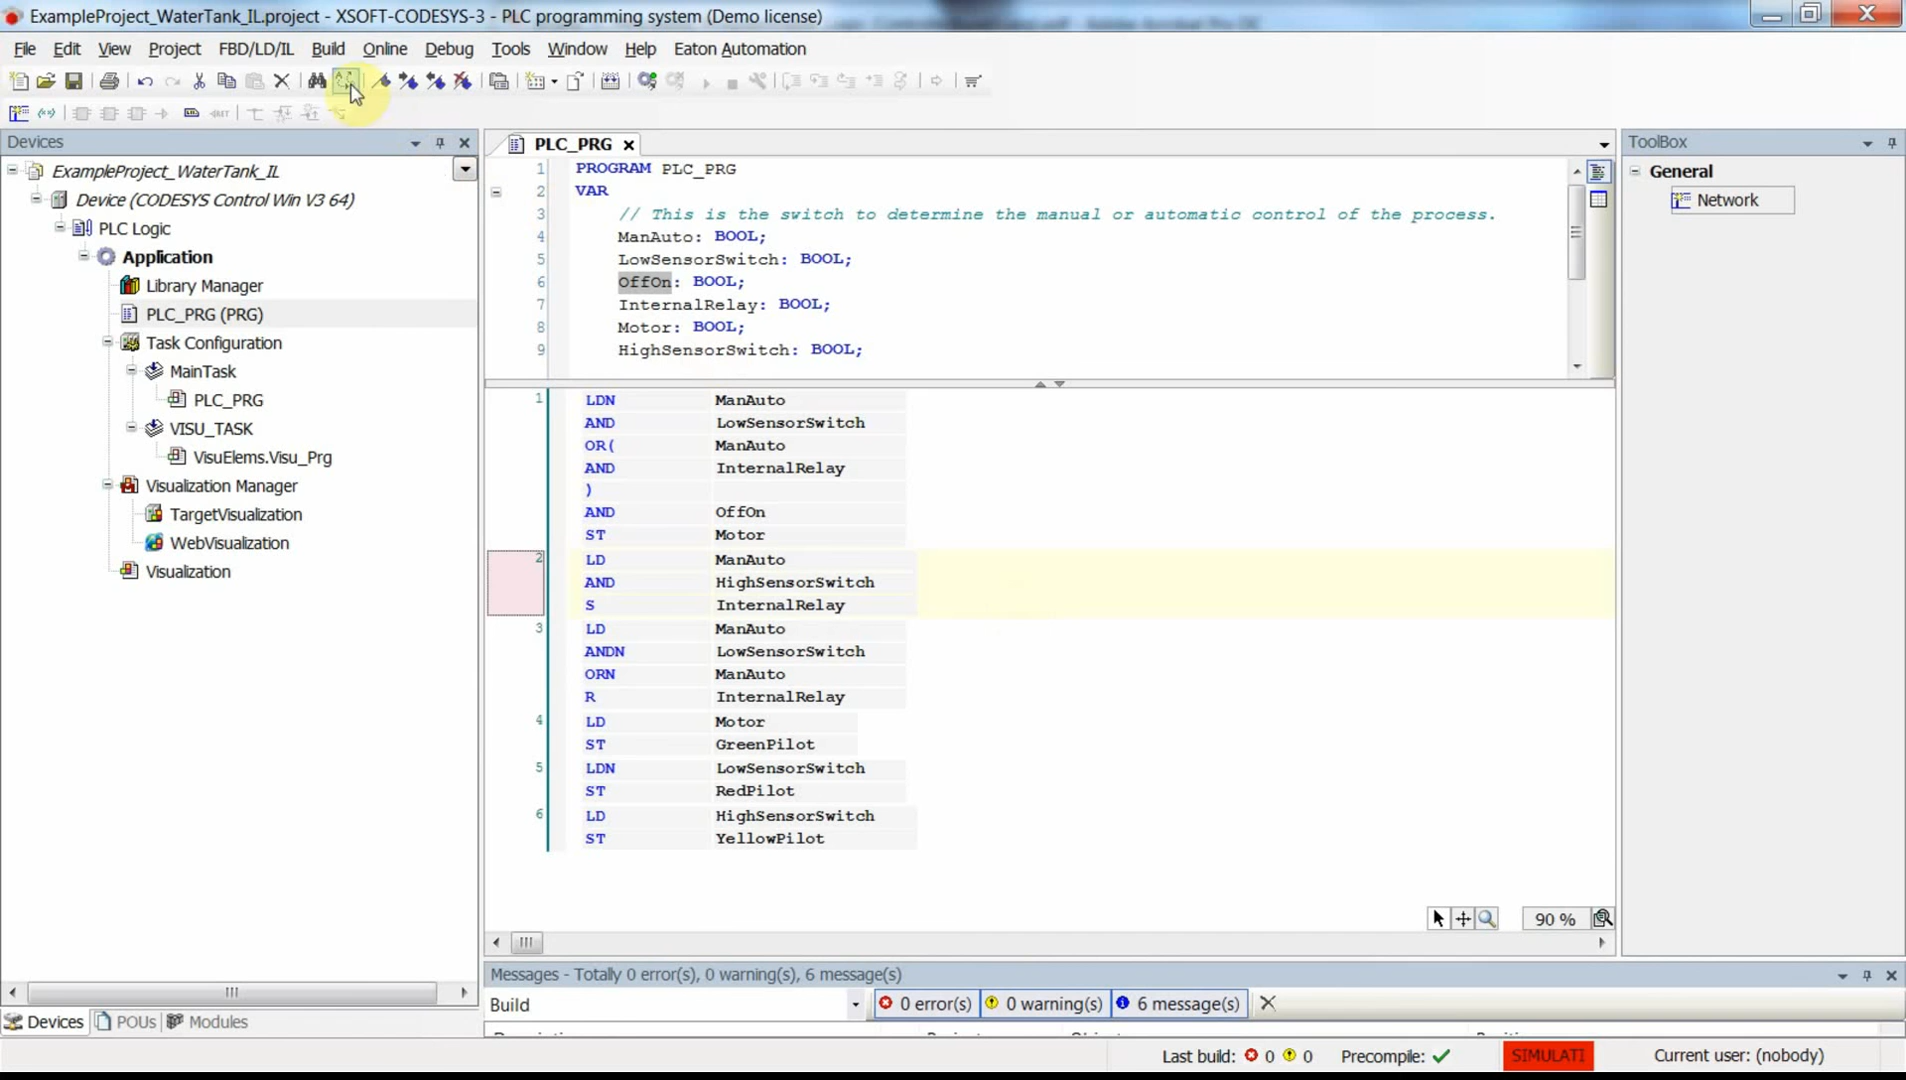 ExampleProject_WaterTank_IL.project - XSOFT-CODESYS-3 - PLC programming system (Demo license)
File Edit View Project FBD/LD/IL Build Online Debug Tools Window Help Eaton Automation
Devices
ExampleProject_WaterTank_IL
Device (CODESYS Control Win V3 64)
PLC Logic
Application
Library Manager
PLC_PRG (PRG)
Task Configuration
MainTask
PLC_PRG
VISU_TASK
VisuElems.Visu_Prg
Visualization Manager
TargetVisualization
WebVisualization
Visualization
Devices POUs Modules
PLC_PRG
1 PROGRAM PLC_PRG
2 VAR
3 // This is the switch to determine the manual or automatic control of the process.
4 ManAuto: BOOL;
5 LowSensorSwitch: BOOL;
6 OffOn: BOOL;
7 InternalRelay: BOOL;
8 Motor: BOOL;
9 HighSensorSwitch: BOOL;
1 LDN ManAuto
AND LowSensorSwitch
OR( ManAuto
AND InternalRelay
)
AND OffOn
ST Motor
2 LD ManAuto
AND HighSensorSwitch
S InternalRelay
3 LD ManAuto
ANDN LowSensorSwitch
ORN ManAuto
R InternalRelay
4 LD Motor
ST GreenPilot
5 LDN LowSensorSwitch
ST RedPilot
6 LD HighSensorSwitch
ST YellowPilot
90 %
ToolBox
General
Network
Messages - Totally 0 error(s), 0 warning(s), 6 message(s)
Build 0 error(s) 0 warning(s) 6 message(s)
Last build: 0 0 Precompile: SIMULATI Current user: (nobody)